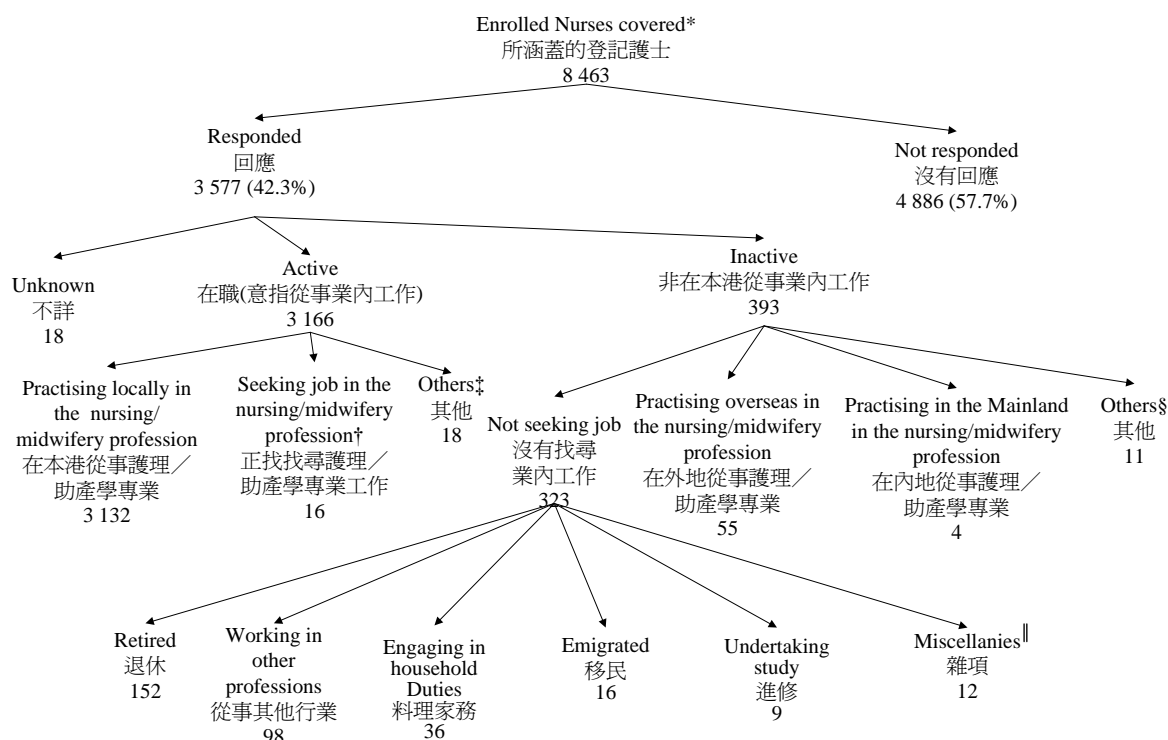 Enrolled Nurses covered*
所涵蓋的登記護士
8 463
Responded
回應
3 577 (42.3%)
Not responded
沒有回應
4 886 (57.7%)
Unknown
不詳
18
Active
在職(意指從事業內工作)
3 166
Inactive
非在本港從事業內工作
393
Practising locally in
the nursing/
midwifery profession
在本港從事護理／
助產學專業
3 132
Seeking job in the
nursing/midwifery
profession†
正找找尋護理／
助產學專業工作
16
Others‡
其他
18
Not seeking job
沒有找尋
業內工作
323
Practising overseas in
the nursing/midwifery
profession
在外地從事護理／
助產學專業
55
Practising in the Mainland
in the nursing/midwifery
profession
在內地從事護理／
助產學專業
4
Others§
其他
11
Retired
退休
152
Working in
other
professions
從事其他行業
98
Engaging in
household
Duties
料理家務
36
Emigrated
移民
16
Undertaking
study
進修
9
Miscellanies‖
雜項
12